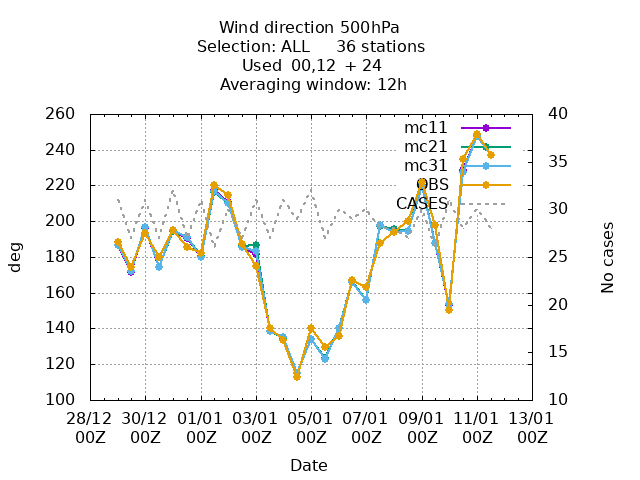 Wind direction 500hPa
Selection: ALL 36 stations
Used 00,12 + 24
Averaging window: 12h
260 40
mc11
mc21
240
mc31
35
220
OBS
CASES
30
200
deg
180 25
No cases
160
20
140
15
120
100 10
28/12 30/12 01/01 03/01 05/01 07/01 09/01 11/01 13/01
00Z 00Z 00Z 00Z 00Z 00Z 00Z 00Z 00Z
Date